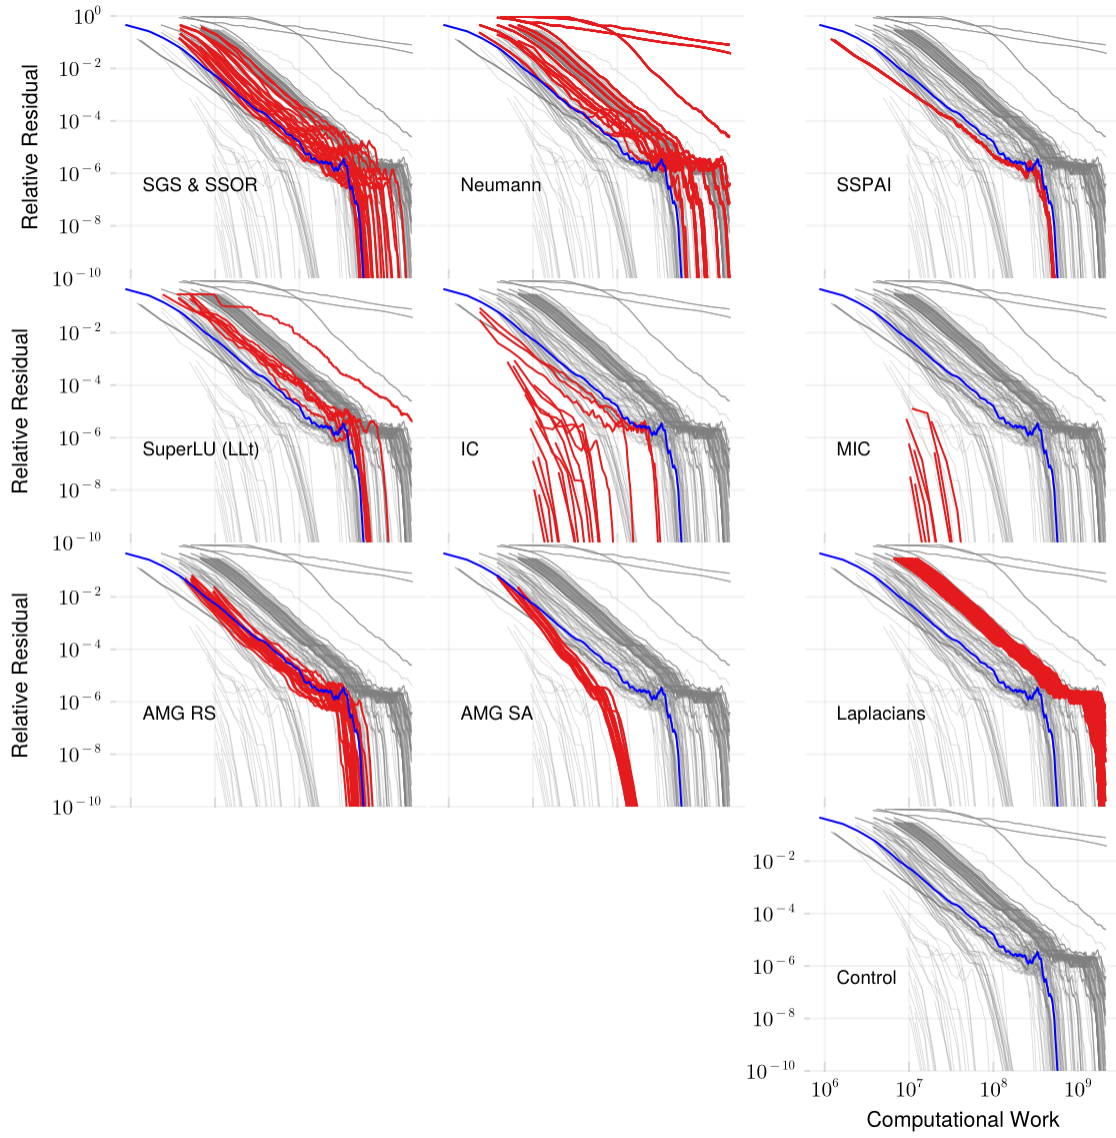 10^0
10^−2
10^−4
10^−6
10^−8
10^−10
Relative Residual
SGS & SSOR
Neumann
SSPAI
10^−2
10^−4
10^−6
10^−8
10^−10
Relative Residual
SuperLU (LLt)
IC
MIC
10^−2
10^−4
10^−6
10^−8
10^−10
Relative Residual
AMG RS
AMG SA
Laplacians
10^−2
10^−4
10^−6
10^−8
10^−10
Control
10^6 10^7 10^8 10^9
Computational Work